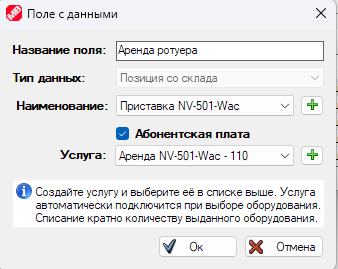 Поле с данными
Название поля: Аренда ротуера
Тип данных: Позиция со склада
Наименование: Приставка NV-501-Wac
Абонентская плата
Услуга: Аренда NV-501-Wac - 110
Создайте услугу и выберите её в списке выше. Услуга
автоматически подключится при выборе оборудования.
Списание кратно количеству выданного оборудования.
Ок Отмена